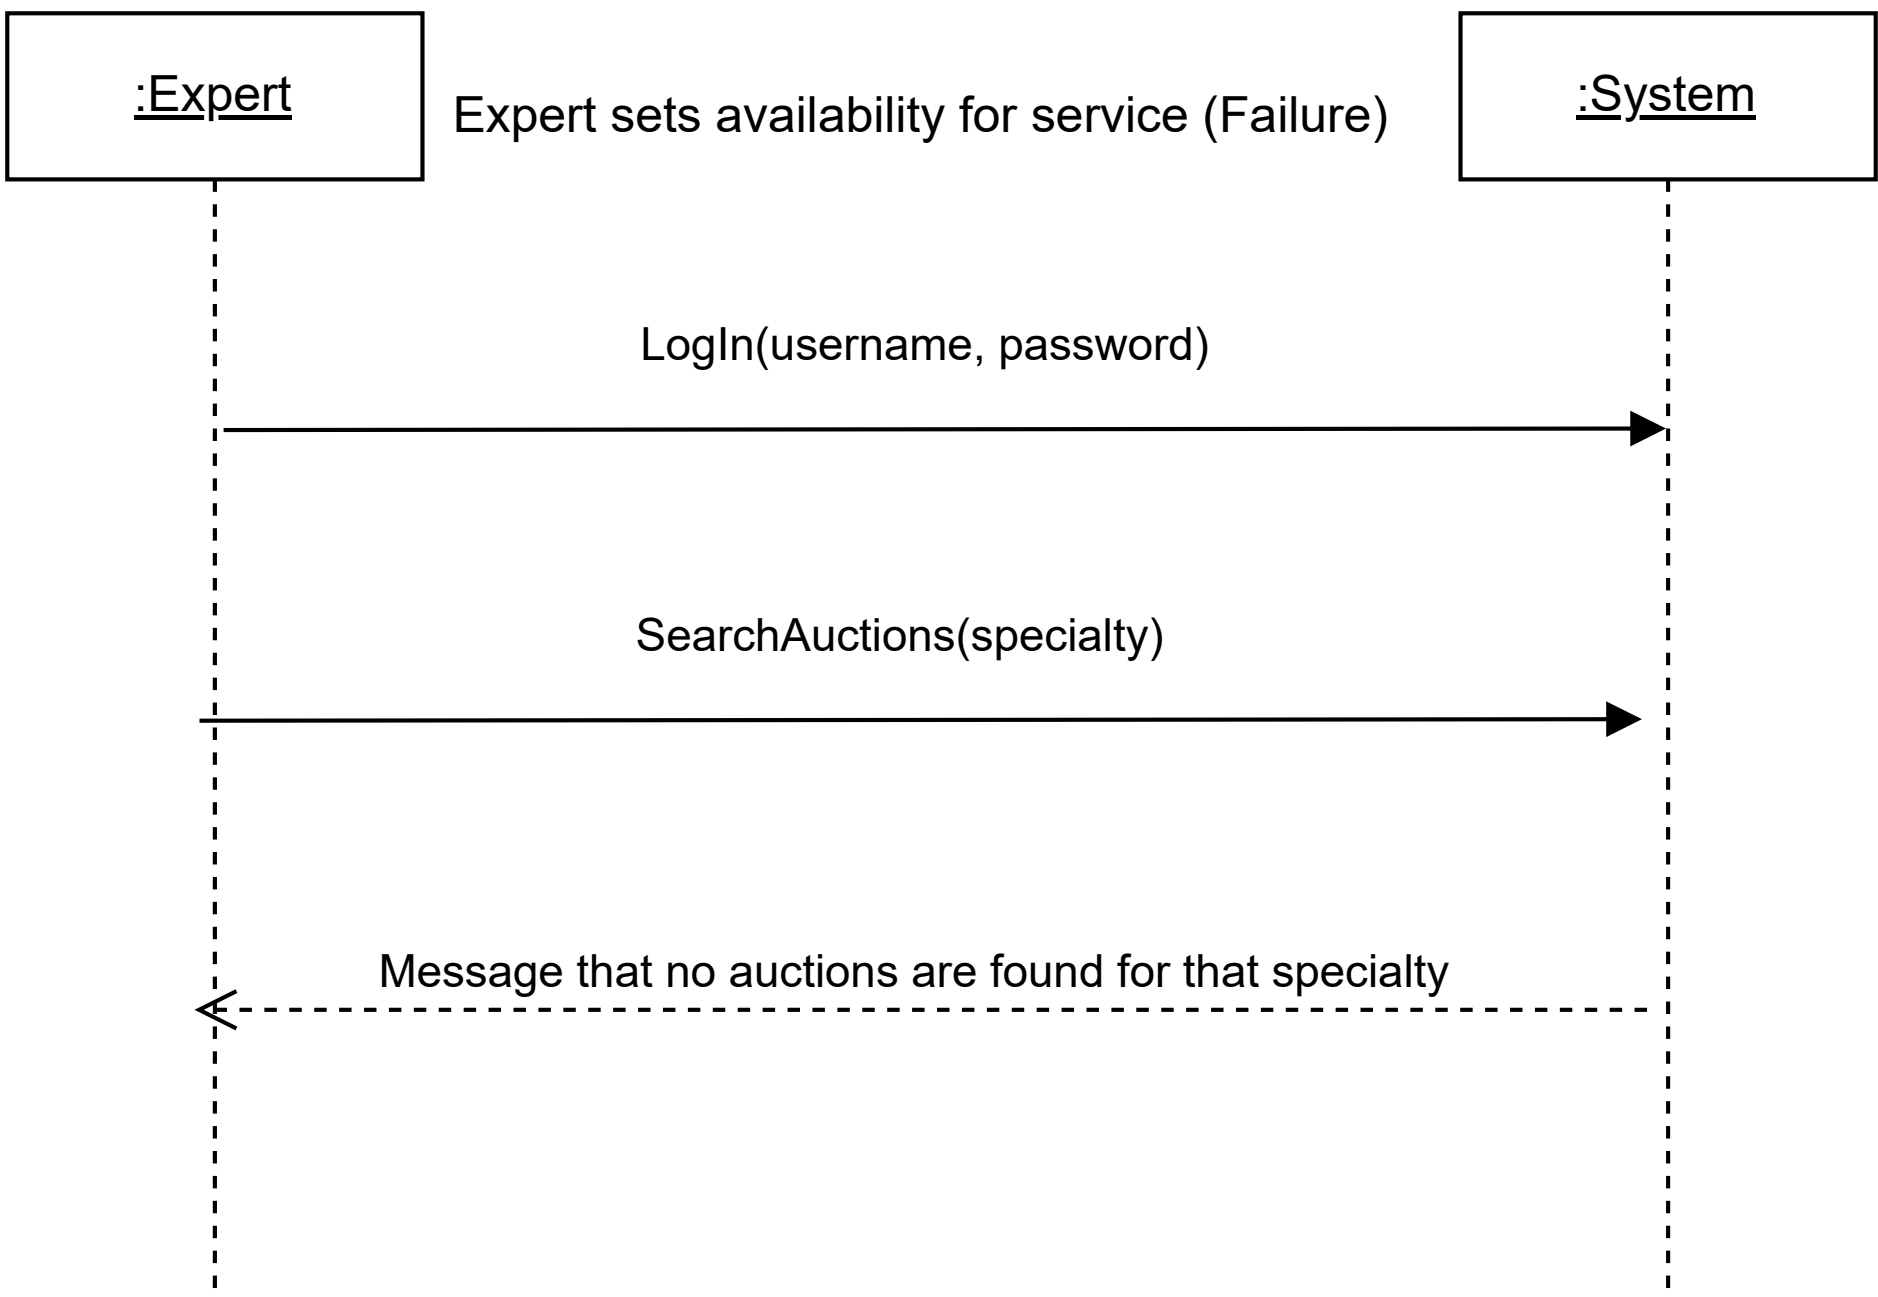 :Expert
Expert sets availability for service (Failure)
:System
LogIn(username, password)
SearchAuctions(specialty)
Message that no auctions are found for that specialty